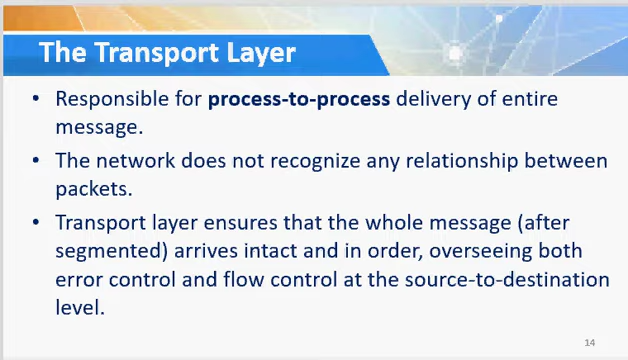 The Transport Layer
• Responsible for process-to-process delivery of entire
message.
• The network does not recognize any relationship between
packets.
• Transport layer ensures that the whole message (after
segmented) arrives intact and in order, overseeing both
error control and flow control at the source-to-destination
level.
14